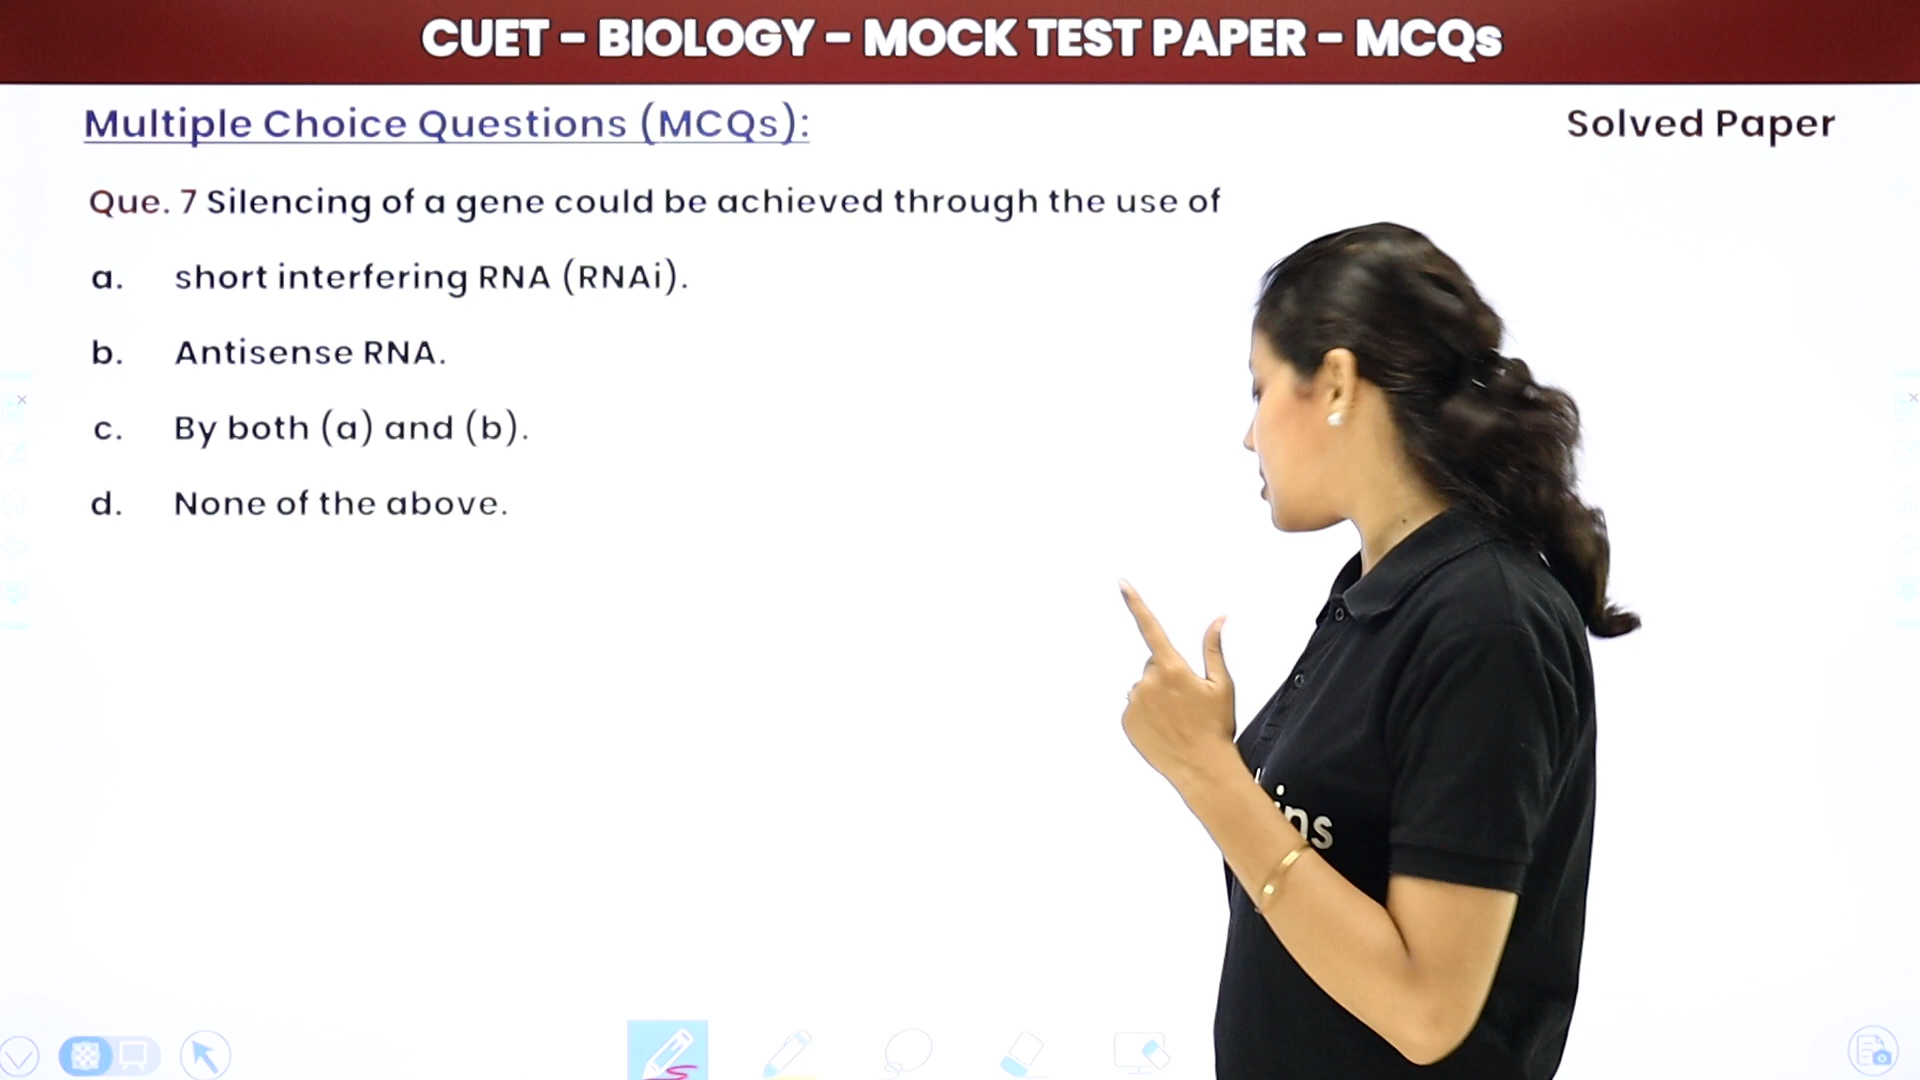 CUET - BIOLOGY - MOCK TEST PAPER - MCQs
Multiple Choice Questions (MCQs):
Solved Paper
Que. 7 Silencing of a gene could be achieved through the use of
a. short interfering RNA (RNAi).
b. Antisense RNA.
c. By both (a) and (b).
d. None of the above.